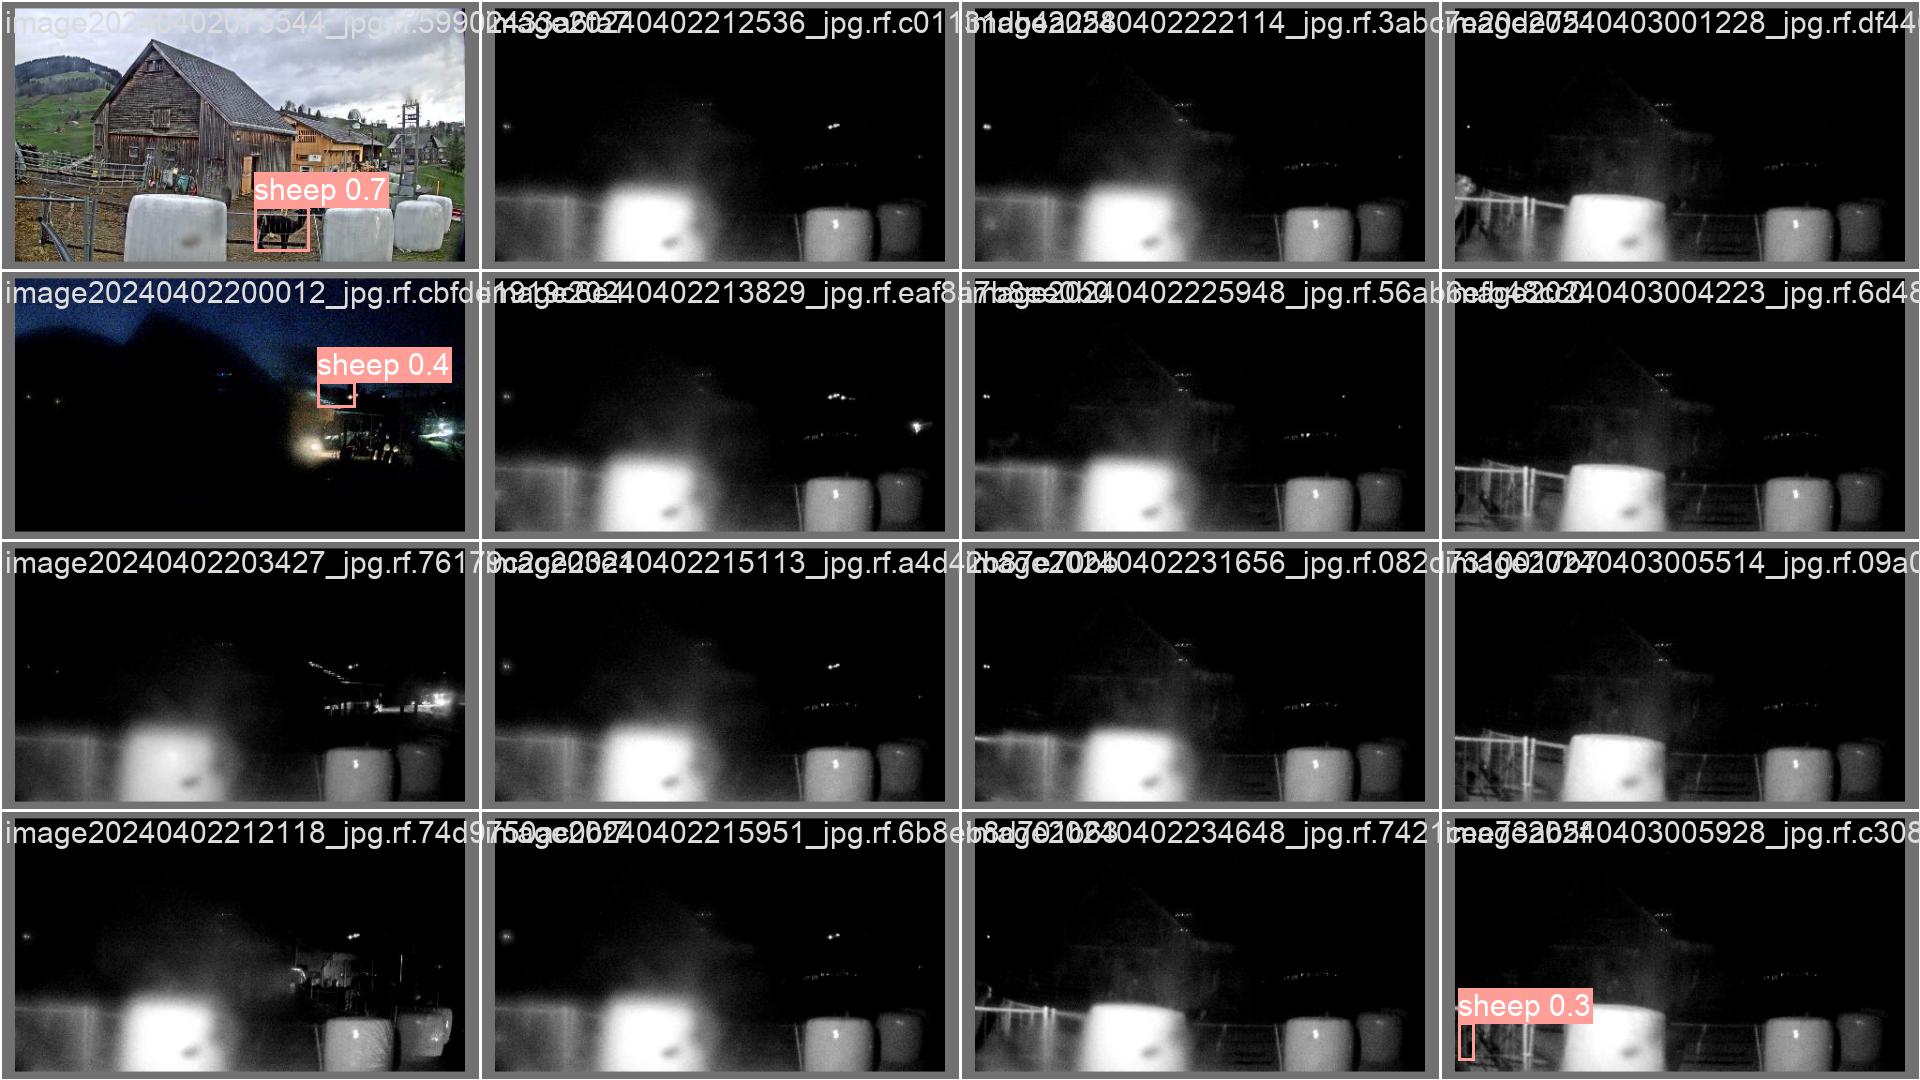 image20240402073544_jpg.rf.5990
image20240402212536_jpg.rf.c011
image20240402222114_jpg.rf.3abc
image20240403001228_jpg.rf.df44
sheep 0.7
image20240402200012_jpg.rf.cbfde
image20240402213829_jpg.rf.eaf8a
image20240402225948_jpg.rf.56ab
image20240403004223_jpg.rf.6d48
sheep 0.4
image20240402203427_jpg.rf.7617
image20240402215113_jpg.rf.a4d4
image20240402231656_jpg.rf.082d
image20240403005514_jpg.rf.09a0
image20240402212118_jpg.rf.74d9
image20240402215951_jpg.rf.6b8e
image20240402234648_jpg.rf.7421
image20240403005928_jpg.rf.c308
sheep 0.3